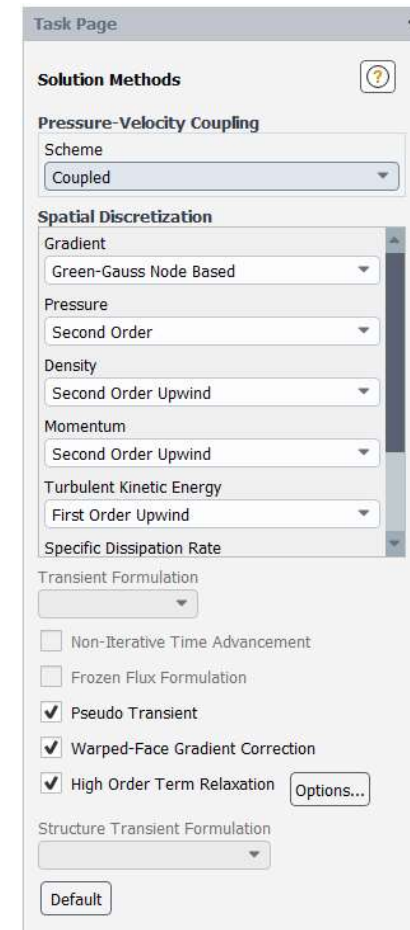 Task Page
Solution Methods
?
Pressure-Velocity Coupling
Scheme
Coupled
Spatial Discretization
Gradient
Green-Gauss Node Based
Pressure
Second Order
Density
Second Order Upwind
Momentum
Second Order Upwind
Turbulent Kinetic Energy
First Order Upwind
Specific Dissipation Rate
Transient Formulation
Non-Iterative Time Advancement
Frozen Flux Formulation
Pseudo Transient
Warped-Face Gradient Correction
High Order Term Relaxation Options...
Structure Transient Formulation
Default